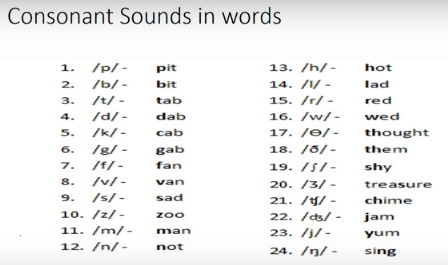 Consonant Sounds in words
1. /p/ - pit
2. /b/ - bit
3. /t/ - tab
4. /d/ - dab
5. /k/ - cab
6. /g/ - gab
7. /f/ - fan
8. /v/ - van
9. /s/ - sad
10. /z/ - zoo
11. /m/ - man
12. /n/ - not
13. /h/ - hot
14. /l/ - lad
15. /r/ - red
16. /w/ - wed
17. /Θ/ - thought
18. /ð/ - them
19. /ʃ/ - shy
20. /ʒ/ - treasure
21. /ʧ/ - chime
22. /ʤ/ - jam
23. /j/ - yum
24. /ŋ/ - sing